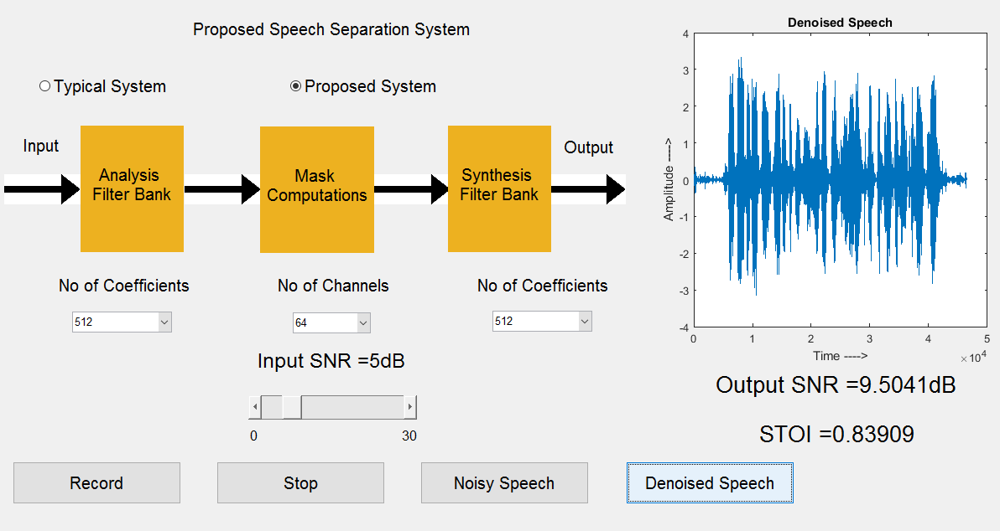 Proposed Speech Separation System
Typical System
Proposed System
Input
Analysis
Filter Bank
Mask
Computations
Synthesis
Filter Bank
Output
No of Coefficients
No of Channels
No of Coefficients
512
64
512
Input SNR =5dB
0
30
Record
Stop
Noisy Speech
Denoised Speech
Denoised Speech
4
3
2
1
0
-1
-2
-3
-4
Amplitude ---->
0
1
2
3
4
5
Time ---->
×10^4
Output SNR =9.5041dB
STOI =0.83909